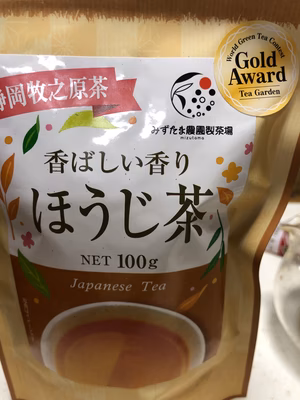 静岡牧之原茶
World Green Tea Contest
Gold
Award
Tea Garden
みずたま農園製茶場
mizutama
香ばしい香り
ほうじ茶
NET 100g
Japanese Tea